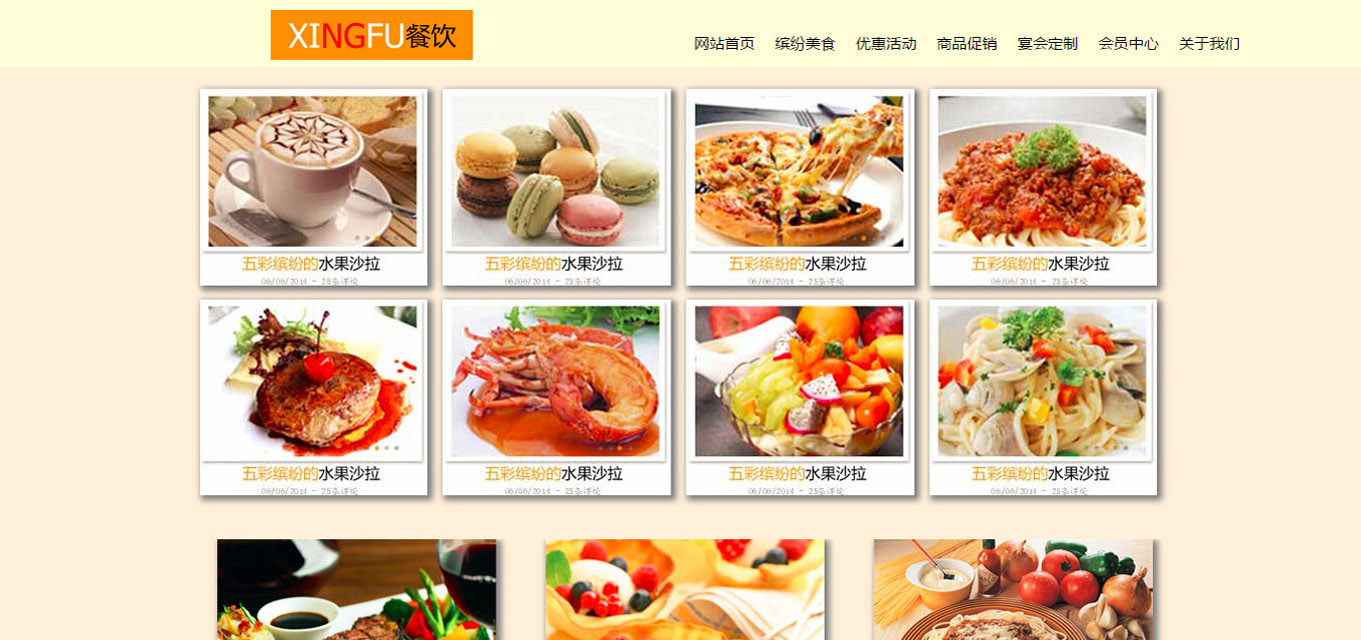 XINGFU餐饮
网站首页 缤纷美食 优惠活动 商品促销 宴会定制 会员中心 关于我们
五彩缤纷的水果沙拉 五彩缤纷的水果沙拉 五彩缤纷的水果沙拉 五彩缤纷的水果沙拉
06/06/2014 - 25条评论 06/06/2014 - 25条评论 06/06/2014 - 25条评论 06/06/2014 - 25条评论
五彩缤纷的水果沙拉 五彩缤纷的水果沙拉 五彩缤纷的水果沙拉 五彩缤纷的水果沙拉
06/06/2014 - 25条评论 06/06/2014 - 25条评论 06/06/2014 - 25条评论 06/06/2014 - 25条评论